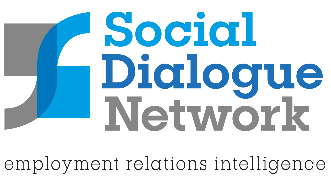 Social
Dialogue
Network
employment relations intelligence